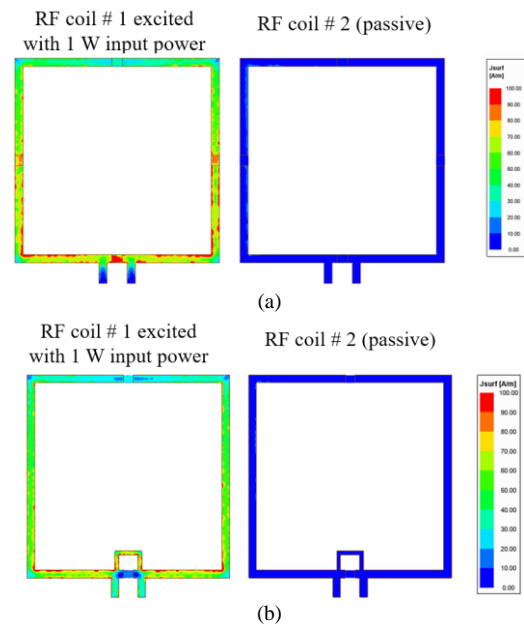 RF coil # 1 excited
with 1 W input power
RF coil # 2 (passive)
Jsurf
[A/m]
100.00
90.00
80.00
70.00
60.00
50.00
40.00
30.00
20.00
10.00
0.00
(a)
RF coil # 1 excited
with 1 W input power
RF coil # 2 (passive)
Jsurf [A/m]
100.00
90.00
80.00
70.00
60.00
50.00
40.00
30.00
20.00
10.00
0.00
(b)